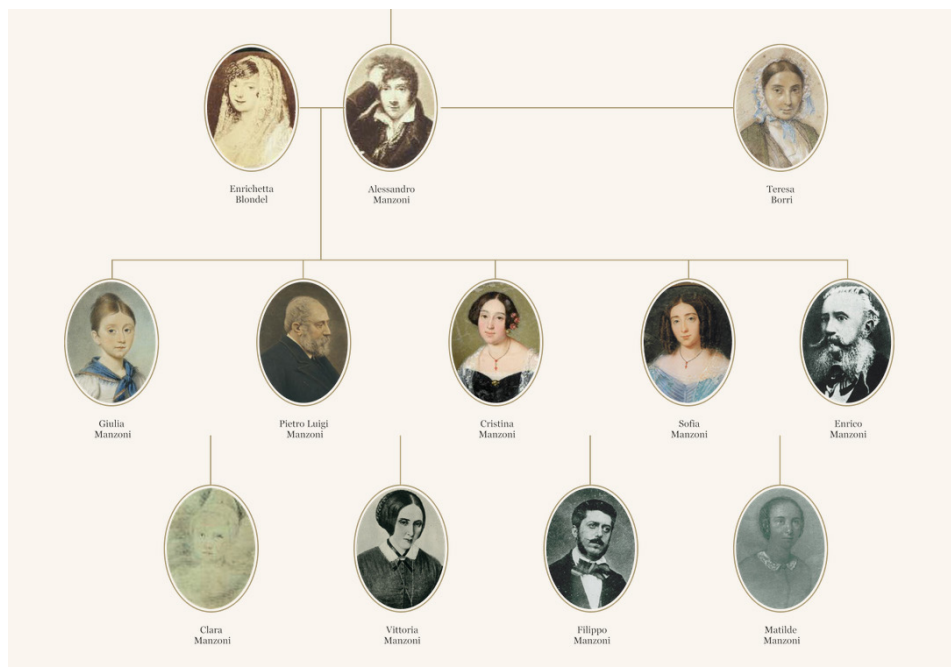 Enrichetta
Blondel
Alessandro
Manzoni
Teresa
Borri
Giulia
Manzoni
Pietro Luigi
Manzoni
Cristina
Manzoni
Sofia
Manzoni
Enrico
Manzoni
Clara
Manzoni
Vittoria
Manzoni
Filippo
Manzoni
Matilde
Manzoni